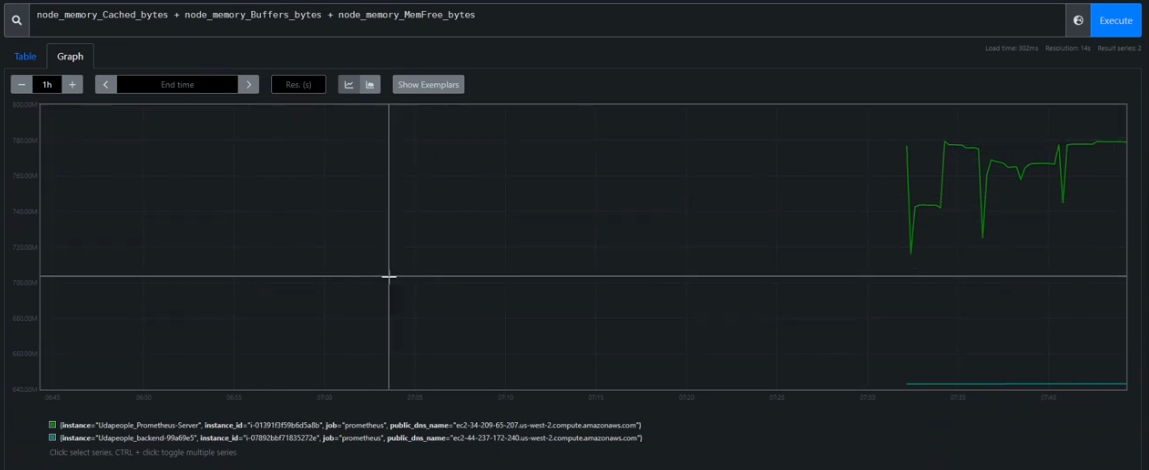 node_memory_Cached_bytes + node_memory_Buffers_bytes + node_memory_MemFree_bytes
Execute
Load time: 302ms Resolution: 14s Result series: 2
Table Graph
− 1h + < End time > Res. (s) Show Exemplars
800.00M
780.00M
760.00M
740.00M
720.00M
700.00M
680.00M
660.00M
640.00M
06:45 06:50 06:55 07:00 07:05 07:10 07:15 07:20 07:25 07:30 07:35 07:40
{instance="Udapeople_Prometheus-Server", instance_id="i-01391f3f59b6d5a8b", job="prometheus", public_dns_name="ec2-34-209-65-207.us-west-2.compute.amazonaws.com"}
{instance="Udapeople_backend-99a69e5", instance_id="i-07892bbf71835272e", job="prometheus", public_dns_name="ec2-44-237-172-240.us-west-2.compute.amazonaws.com"}
Click: select series, CTRL + click: toggle multiple series